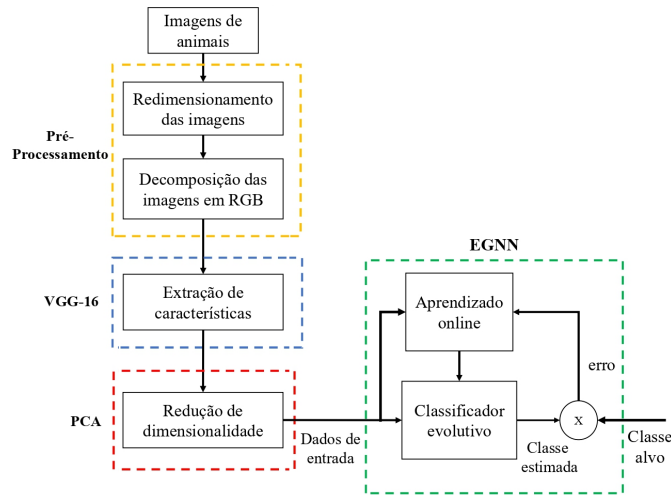 Imagens de
animais
Redimensionamento
das imagens
Pré-
Processamento
Decomposição das
imagens em RGB
EGNN
VGG-16
Extração de
características
Aprendizado
online
erro
PCA
Redução de
dimensionalidade
Dados de
entrada
Classificador
evolutivo
Classe
estimada
X
Classe
alvo